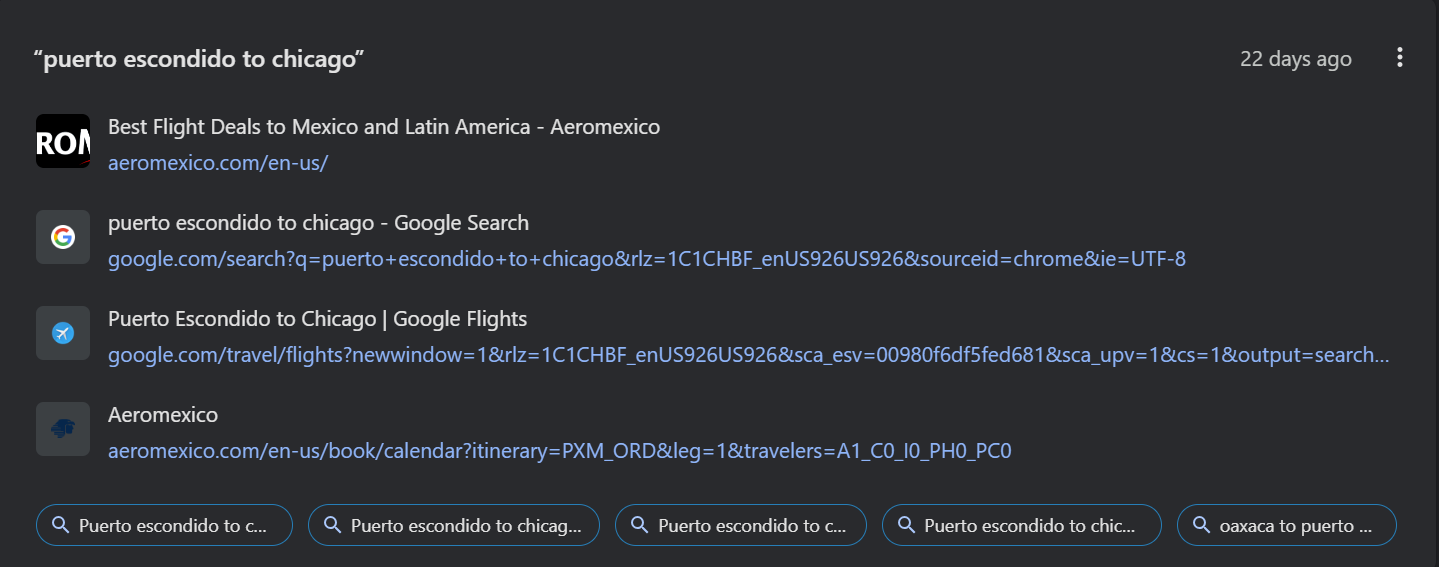 “puerto escondido to chicago”
22 days ago
ROM
Best Flight Deals to Mexico and Latin America - Aeromexico
aeromexico.com/en-us/
puerto escondido to chicago - Google Search
google.com/search?q=puerto+escondido+to+chicago&rlz=1C1CHBF_enUS926US926&sourceid=chrome&ie=UTF-8
Puerto Escondido to Chicago | Google Flights
google.com/travel/flights?newwindow=1&rlz=1C1CHBF_enUS926US926&sca_esv=00980f6df5fed681&sca_upv=1&cs=1&output=search...
Aeromexico
aeromexico.com/en-us/book/calendar?itinerary=PXM_ORD&leg=1&travelers=A1_C0_I0_PH0_PC0
Puerto escondido to c...
Puerto escondido to chicag...
Puerto escondido to c...
Puerto escondido to chic...
oaxaca to puerto ...